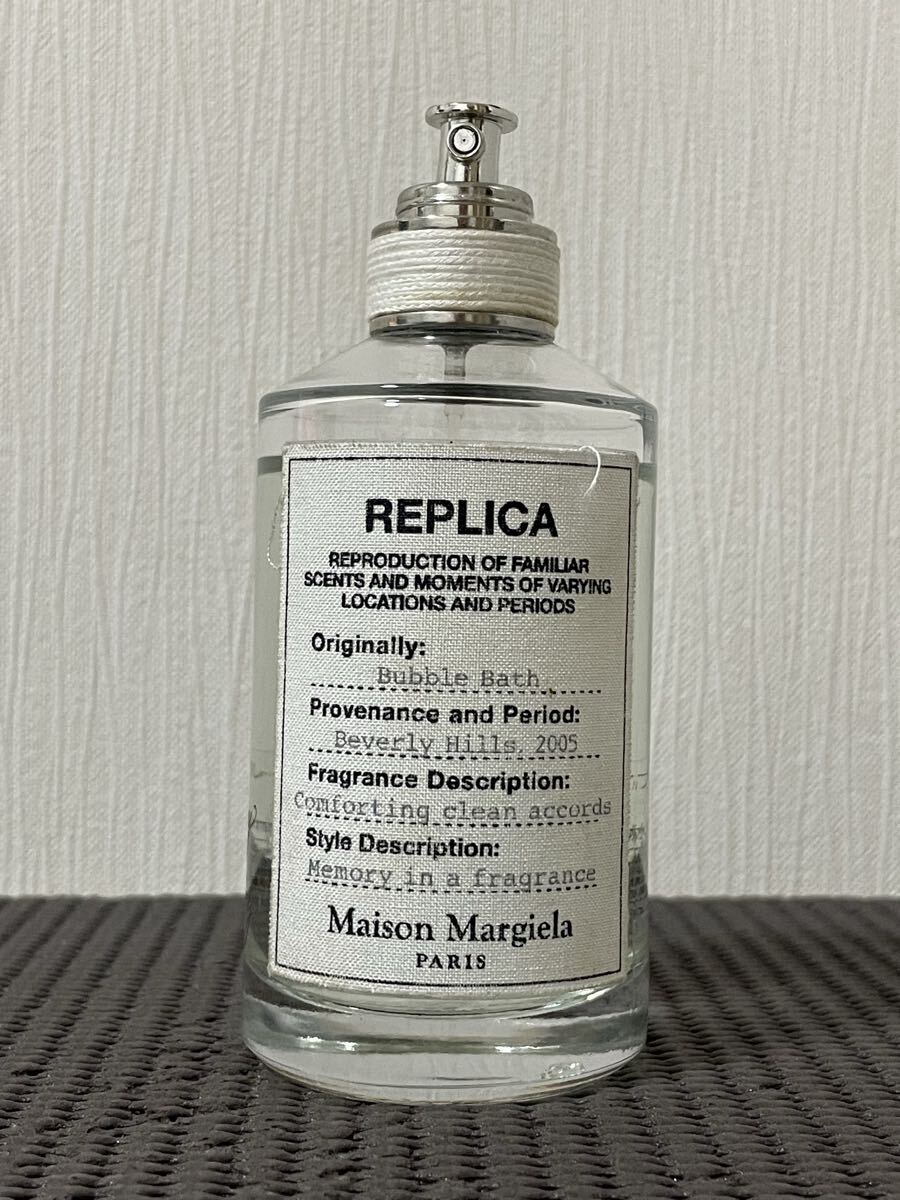 REPLICA
REPRODUCTION OF FAMILIAR
SCENTS AND MOMENTS OF VARYING
LOCATIONS AND PERIODS
Originally:
Bubble Bath
Provenance and Period:
Beverly Hills, 2005
Fragrance Description:
Comforting clean accords
Style Description:
Memory in a fragrance
Maison Margiela
PARIS